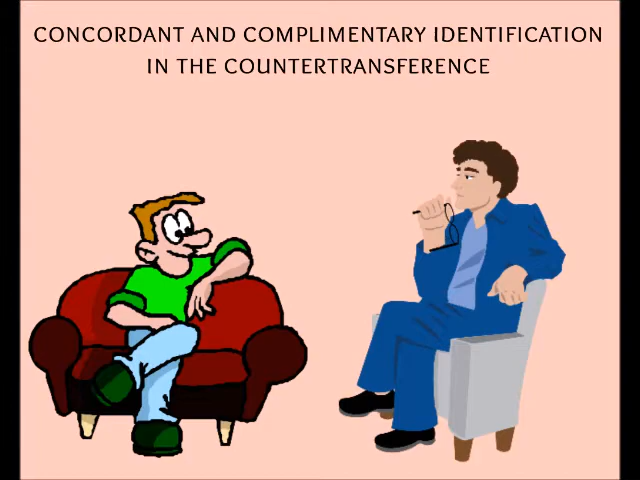 CONCORDANT AND COMPLIMENTARY IDENTIFICATION
IN THE COUNTERTRANSFERENCE